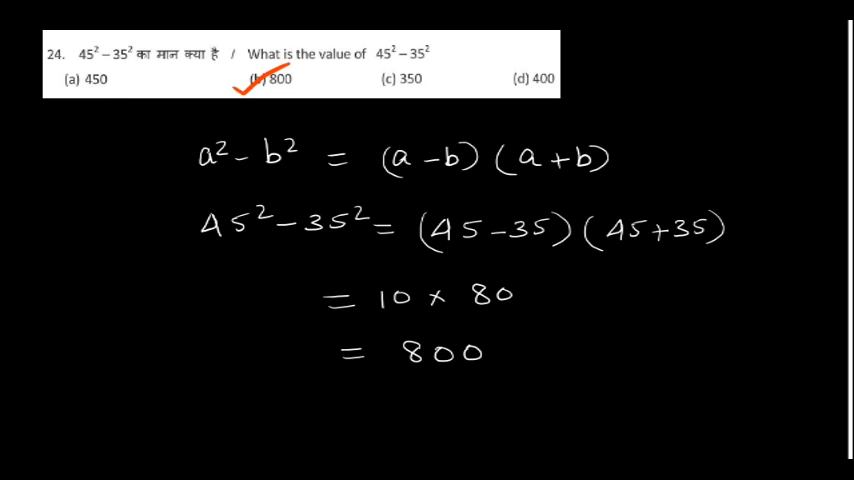 24. 45² – 35² का मान क्या है / What is the value of 45² – 35²
(a) 450 (b) 800 (c) 350 (d) 400
a² - b² = (a - b) (a + b)
45² - 35² = (45 - 35) (45 + 35)
= 10 × 80
= 800